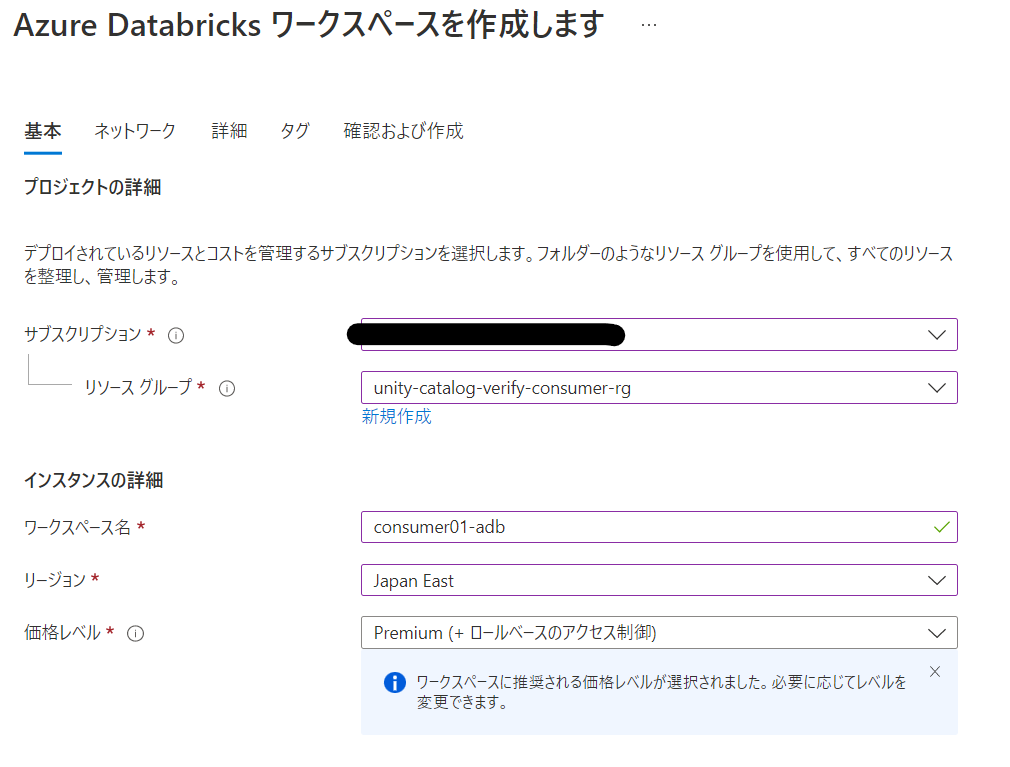 Azure Databricks ワークスペースを作成します …
基本 ネットワーク 詳細 タグ 確認および作成
プロジェクトの詳細
デプロイされているリソースとコストを管理するサブスクリプションを選択します。フォルダーのようなリソース グループを使用して、すべてのリソース
を整理し、管理します。
サブスクリプション *
リソース グループ * unity-catalog-verify-consumer-rg
新規作成
インスタンスの詳細
ワークスペース名 * consumer01-adb
リージョン * Japan East
価格レベル * Premium (+ ロールベースのアクセス制御)
ワークスペースに推奨される価格レベルが選択されました。必要に応じてレベルを
変更できます。